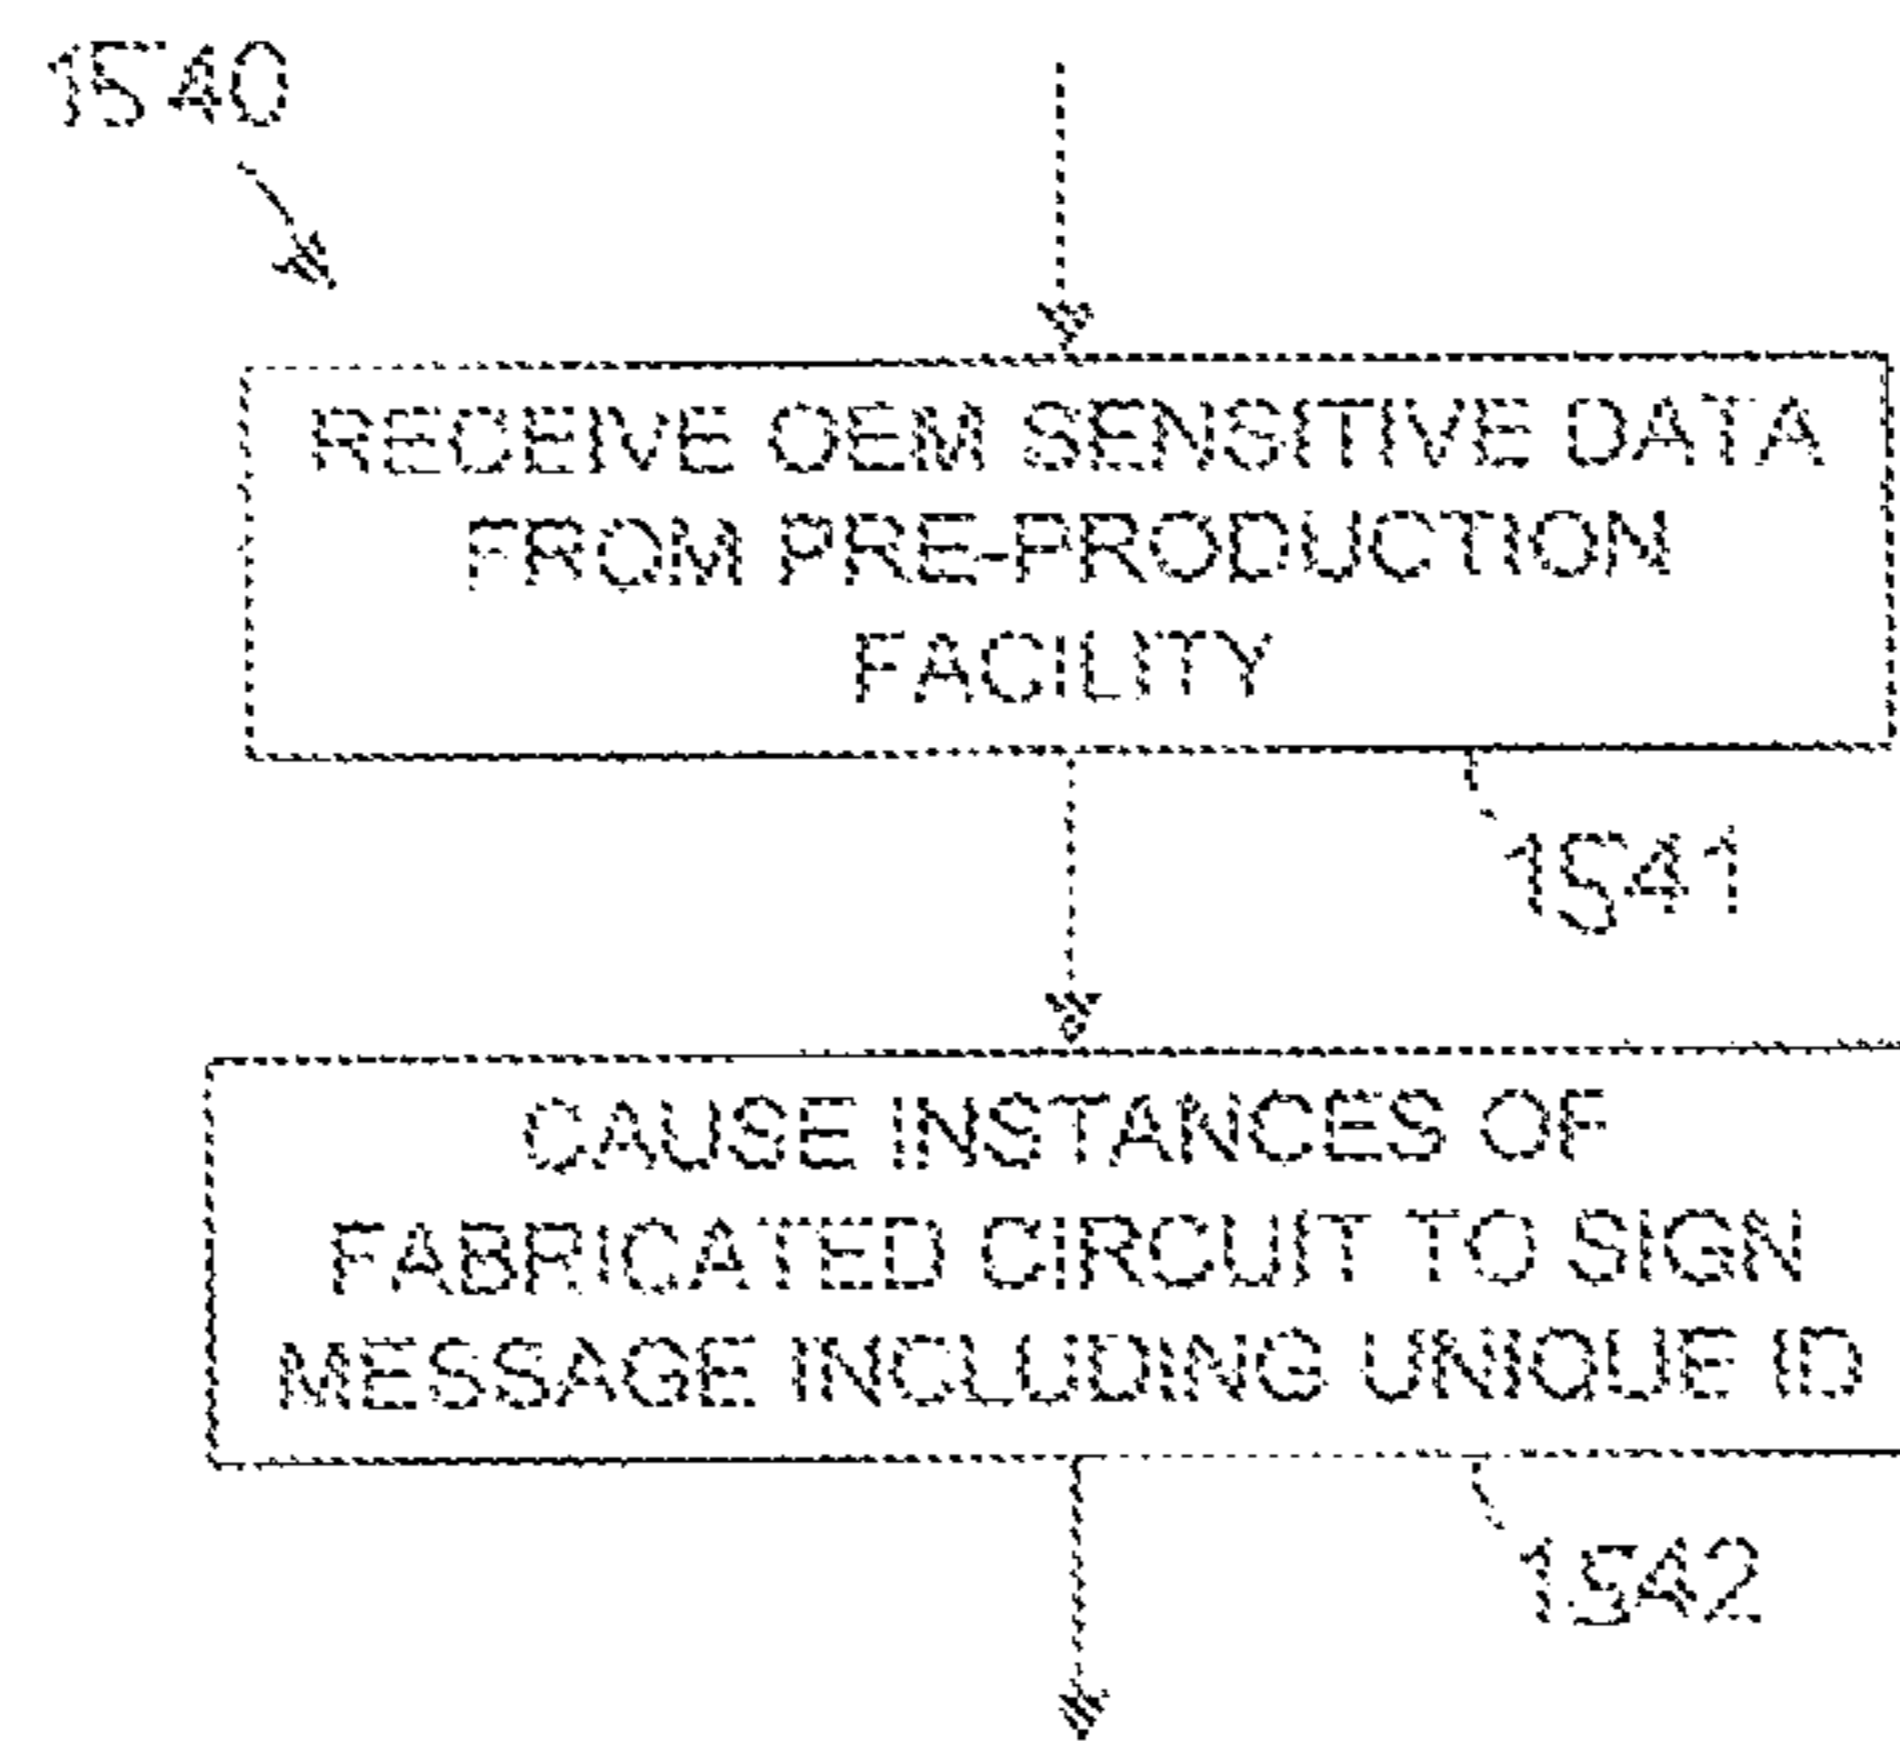 1540
RECEIVE OEM SENSITIVE DATA
FROM PRE-PRODUCTION
FACILITY
1541
CAUSE INSTANCES OF
FABRICATED CIRCUIT TO SIGN
MESSAGE INCLUDING UNIQUE ID
1542